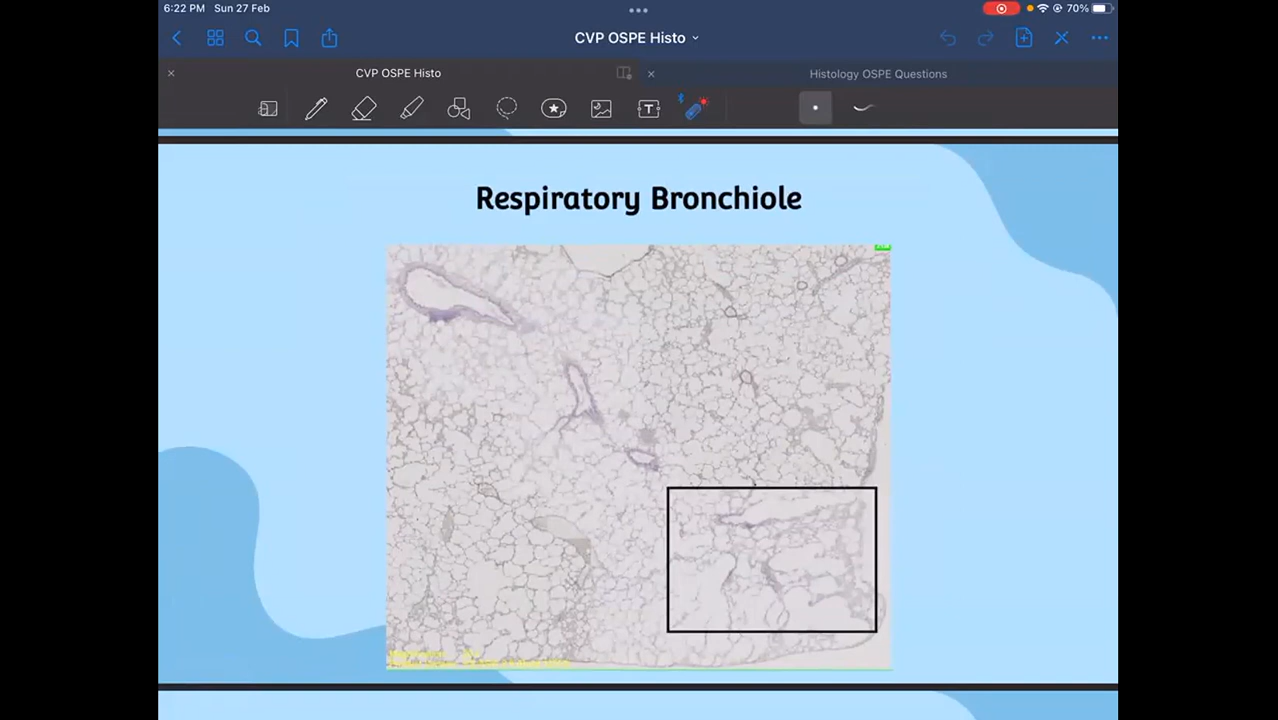 6:22 PM Sun 27 Feb
70%
CVP OSPE Histo
CVP OSPE Histo
Histology OSPE Questions
T
Respiratory Bronchiole